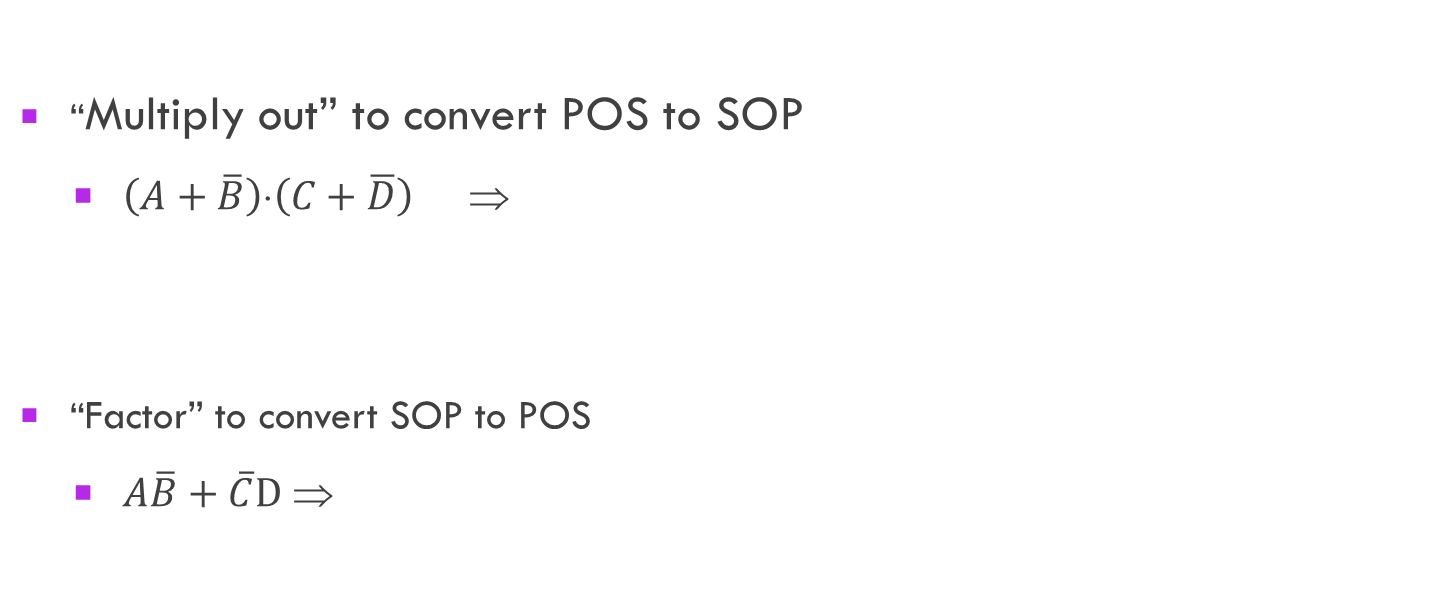 ▪ “Multiply out” to convert POS to SOP
▪ (A + B̅)·(C + D̅) ⇒
▪ “Factor” to convert SOP to POS
▪ AB̅ + C̅D ⇒